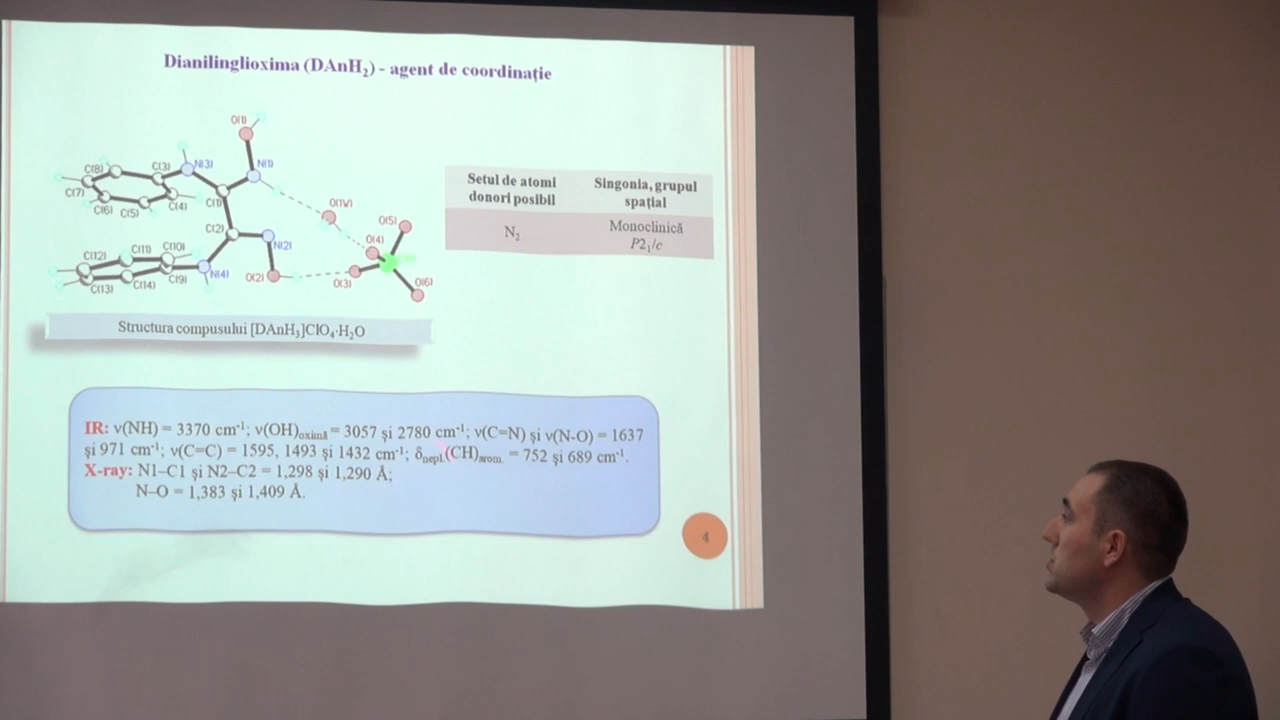 Dianilinglioxima (DAnH₂) - agent de coordinaţie
O(1)
N(3)
N(1)
C(3)
C(8)
C(7)
C(6)
C(5)
C(4)
C(1)
O(1W)
O(5)
O(4)
C(2)
N(2)
C(12)
C(11)
C(10)
C(13)
C(14)
C(9)
N(4)
O(2)
O(3)
O(6)
Setul de atomi donori posibil
Singonia, grupul spaţial
N₂
Monoclinică
P2₁/c
Structura compusului [DAnH₃]ClO₄·H₂O
IR: ν(NH) = 3370 cm⁻¹; ν(OH)oximă = 3057 şi 2780 cm⁻¹; ν(C=N) şi ν(N-O) = 1637
şi 971 cm⁻¹; ν(C=C) = 1595, 1493 şi 1432 cm⁻¹; δnepl.(CH)arom. = 752 şi 689 cm⁻¹.
X-ray: N1–C1 şi N2–C2 = 1,298 şi 1,290 Å;
N–O = 1,383 şi 1,409 Å.
4